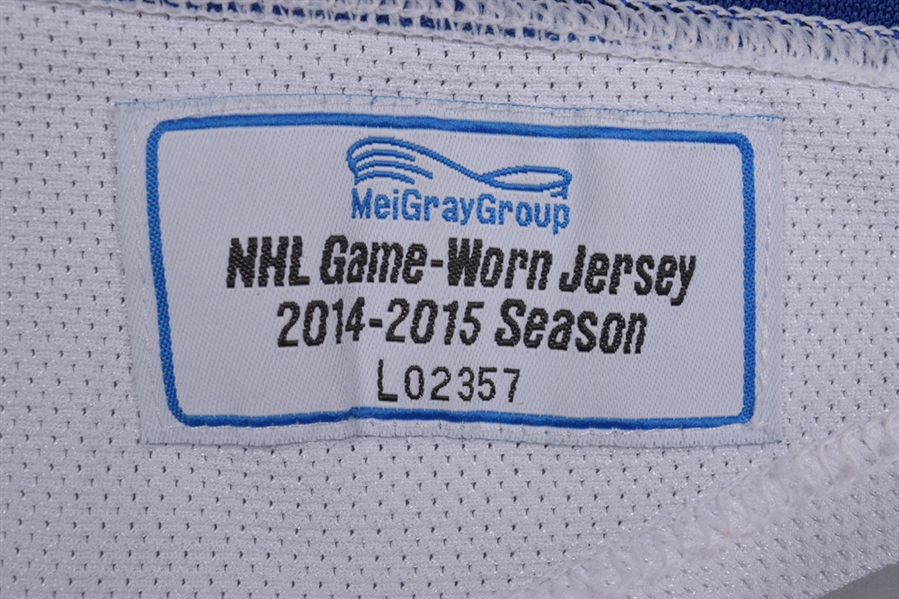 MeiGrayGroup
NHL Game-Worn Jersey
2014-2015 Season
L02357